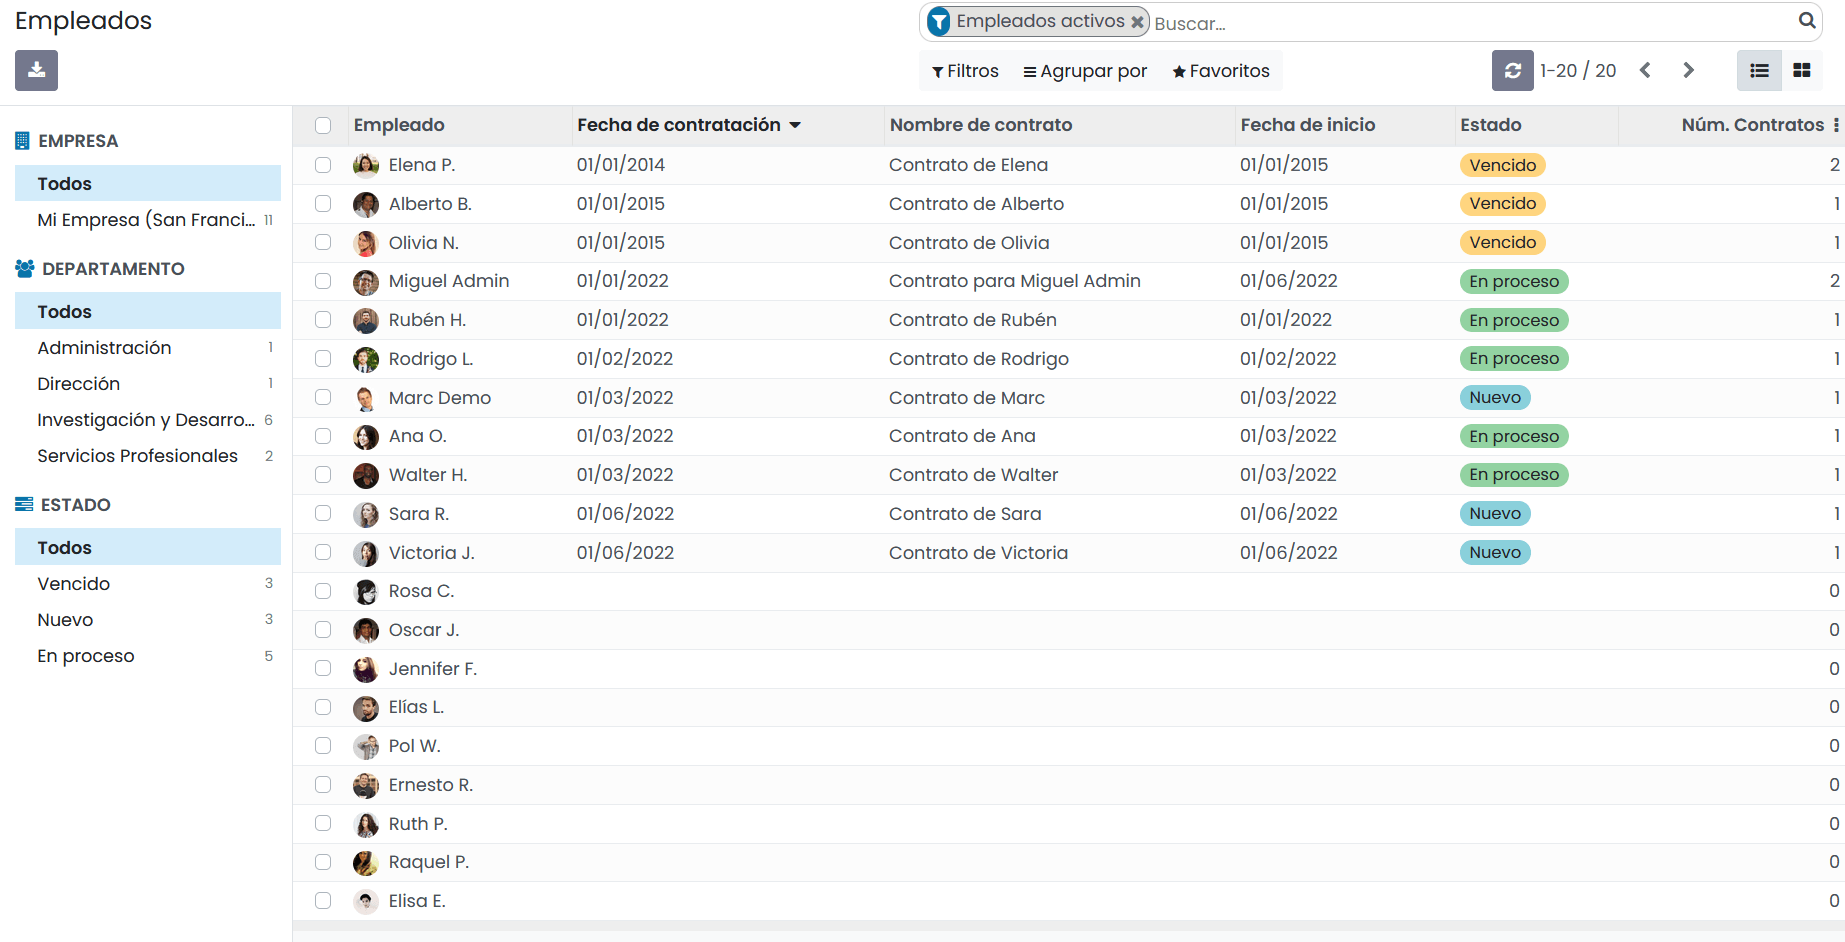 Empleados
Empleados activos Buscar...
Filtros Agrupar por Favoritos 1-20 / 20
EMPRESA
Todos
Mi Empresa (San Franci... 11
DEPARTAMENTO
Todos
Administración 1
Dirección 1
Investigación y Desarro... 6
Servicios Profesionales 2
ESTADO
Todos
Vencido 3
Nuevo 3
En proceso 5
Empleado Fecha de contratación Nombre de contrato Fecha de inicio Estado Núm. Contratos
Elena P. 01/01/2014 Contrato de Elena 01/01/2015 Vencido 2
Alberto B. 01/01/2015 Contrato de Alberto 01/01/2015 Vencido 1
Olivia N. 01/01/2015 Contrato de Olivia 01/01/2015 Vencido 1
Miguel Admin 01/01/2022 Contrato para Miguel Admin 01/06/2022 En proceso 2
Rubén H. 01/01/2022 Contrato de Rubén 01/01/2022 En proceso 1
Rodrigo L. 01/02/2022 Contrato de Rodrigo 01/02/2022 En proceso 1
Marc Demo 01/03/2022 Contrato de Marc 01/03/2022 Nuevo 1
Ana O. 01/03/2022 Contrato de Ana 01/03/2022 En proceso 1
Walter H. 01/03/2022 Contrato de Walter 01/03/2022 En proceso 1
Sara R. 01/06/2022 Contrato de Sara 01/06/2022 Nuevo 1
Victoria J. 01/06/2022 Contrato de Victoria 01/06/2022 Nuevo 1
Rosa C. 0
Oscar J. 0
Jennifer F. 0
Elías L. 0
Pol W. 0
Ernesto R. 0
Ruth P. 0
Raquel P. 0
Elisa E. 0